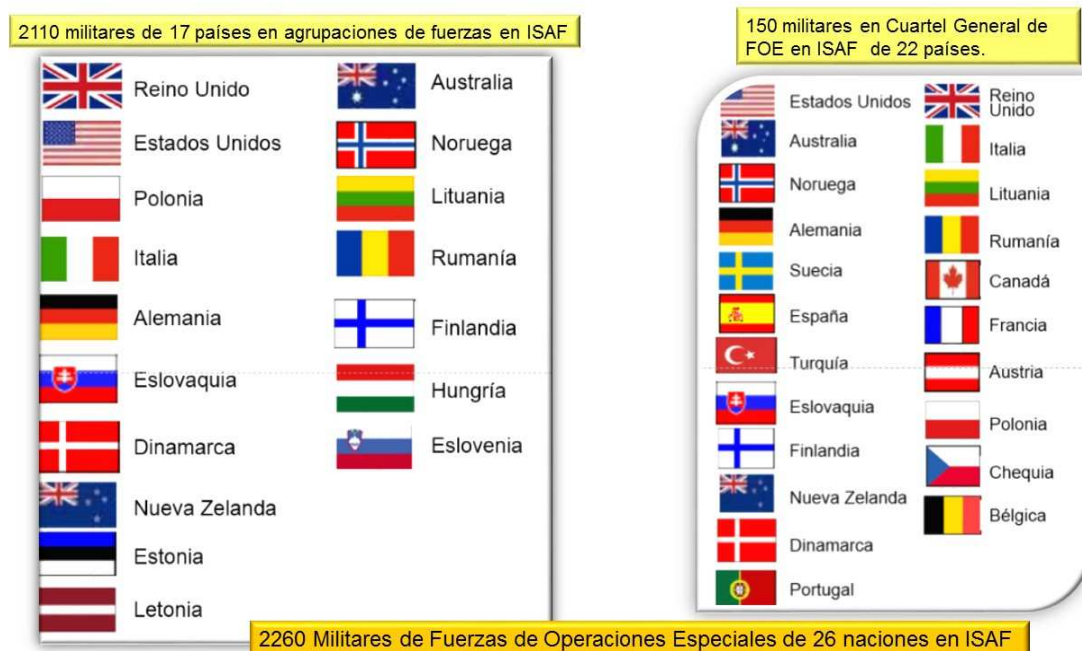 2110 militares de 17 países en agrupaciones de fuerzas en ISAF
Reino Unido
Estados Unidos
Polonia
Italia
Alemania
Eslovaquia
Dinamarca
Nueva Zelanda
Estonia
Letonia
Australia
Noruega
Lituania
Rumanía
Finlandia
Hungría
Eslovenia
150 militares en Cuartel General de
FOE en ISAF de 22 países.
Estados Unidos
Australia
Noruega
Alemania
Suecia
España
Turquía
Eslovaquia
Finlandia
Nueva Zelanda
Dinamarca
Portugal
Reino
Unido
Italia
Lituania
Rumanía
Canadá
Francia
Austria
Polonia
Chequia
Bélgica
2260 Militares de Fuerzas de Operaciones Especiales de 26 naciones en ISAF